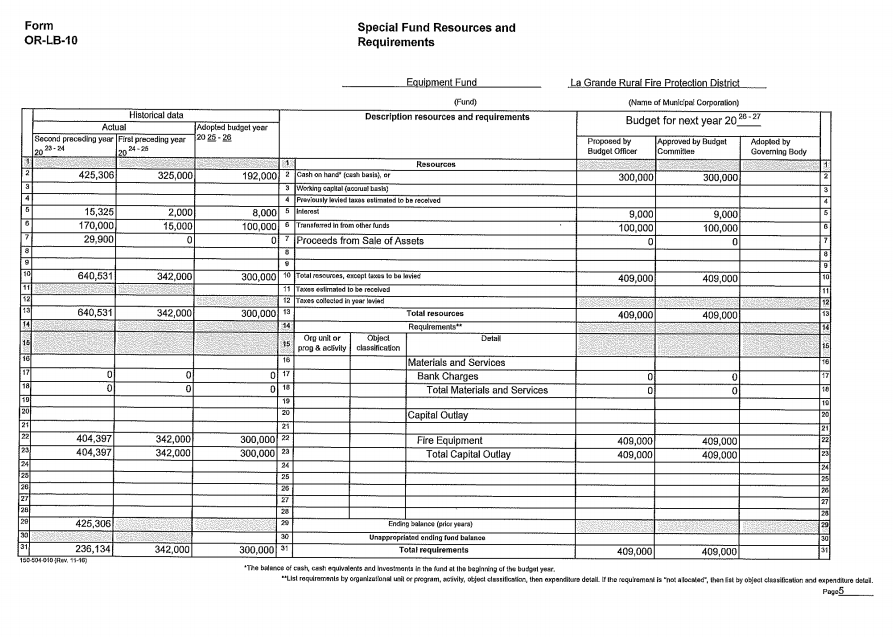 Form
OR-LB-10
Special Fund Resources and
Requirements
Equipment Fund La Grande Rural Fire Protection District
(Fund) (Name of Municipal Corporation)
Historical data Description resources and requirements Budget for next year 20 26 - 27
Actual Adopted budget year
20 25 - 26
Second preceding year First preceding year Proposed by Approved by Budget Adopted by
20 23 - 24 20 24 - 25 Budget Officer Committee Governing Body
1 1 Resources 1
2 425,306 325,000 192,000 2 Cash on hand* (cash basis), or 300,000 300,000 2
3 3 Working capital (accrual basis) 3
4 4 Previously levied taxes estimated to be received 4
5 15,325 2,000 8,000 5 Interest 9,000 9,000 5
6 170,000 15,000 100,000 6 Transferred in from other funds 100,000 100,000 6
7 29,900 0 0 7 Proceeds from Sale of Assets 0 0 7
8 8 8
9 9 9
10 640,531 342,000 300,000 10 Total resources, except taxes to be levied 409,000 409,000 10
11 11 Taxes estimated to be received 11
12 12 Taxes collected in year levied 12
13 640,531 342,000 300,000 13 Total resources 409,000 409,000 13
14 14 Requirements** 14
15 15 Org unit or prog & activity Object classification Detail 15
16 16 Materials and Services 16
17 0 0 0 17 Bank Charges 0 0 17
18 0 0 0 18 Total Materials and Services 0 0 18
19 19 19
20 20 Capital Outlay 20
21 21 21
22 404,397 342,000 300,000 22 Fire Equipment 409,000 409,000 22
23 404,397 342,000 300,000 23 Total Capital Outlay 409,000 409,000 23
24 24 24
25 25 25
26 26 26
27 27 27
28 28 28
29 425,306 29 Ending balance (prior years) 29
30 30 Unappropriated ending fund balance 30
31 236,134 342,000 300,000 31 Total requirements 409,000 409,000 31
150-504-010 (Rev. 11-16)
*The balance of cash, cash equivalents and investments in the fund at the beginning of the budget year.
**List requirements by organizational unit or program, activity, object classification, then expenditure detail. If the requirement is "not allocated", then list by object classification and expenditure detail.
Page 5